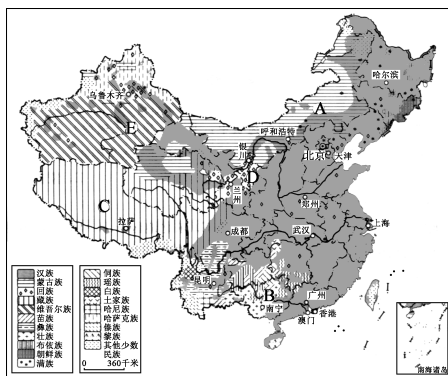 哈尔滨
乌鲁木齐
A
E
呼和浩特
银川
北京
天津
D
兰州
C
郑州
拉萨
成都
武汉
上海
昆明
B
广州
南宁
香港
澳门
汉族
蒙古族
回族
藏族
维吾尔族
苗族
彝族
壮族
布依族
朝鲜族
满族
侗族
瑶族
白族
土家族
哈尼族
哈萨克族
傣族
黎族
其他少数
民族
0 360千米
南海诸岛